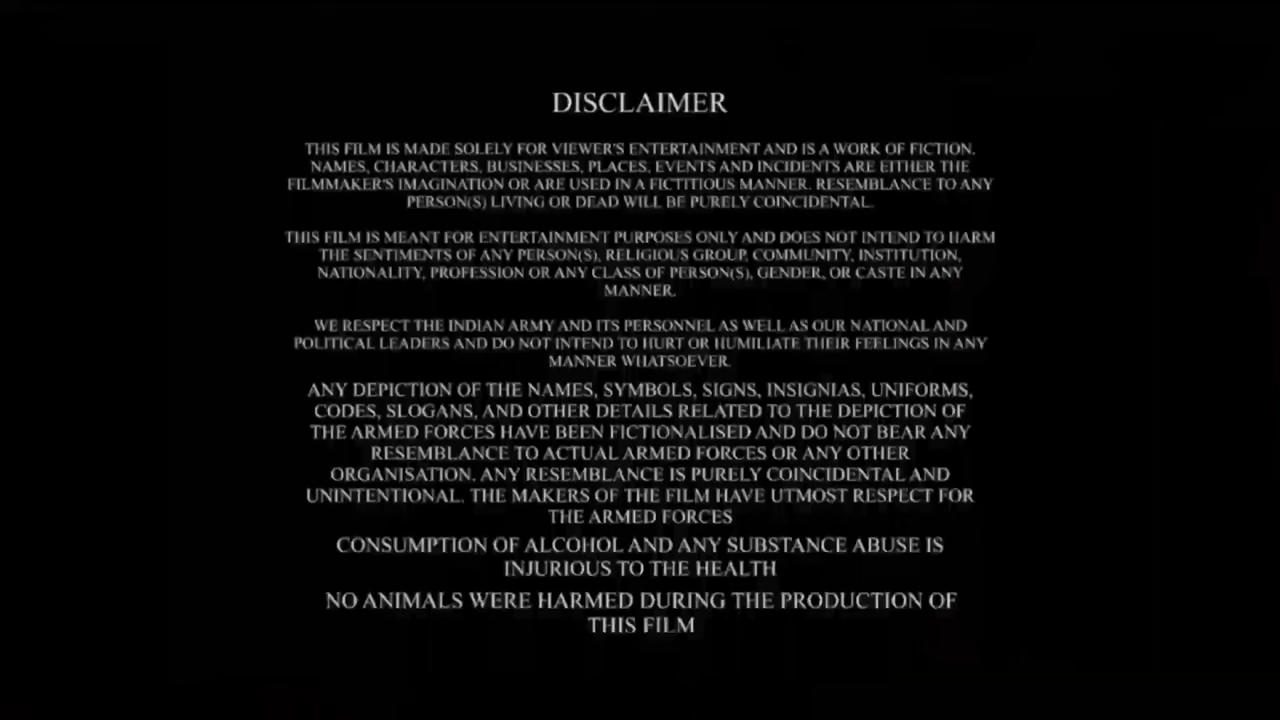 DISCLAIMER
THIS FILM IS MADE SOLELY FOR VIEWER'S ENTERTAINMENT AND IS A WORK OF FICTION.
NAMES, CHARACTERS, BUSINESSES, PLACES, EVENTS AND INCIDENTS ARE EITHER THE
FILMMAKER'S IMAGINATION OR ARE USED IN A FICTITIOUS MANNER. RESEMBLANCE TO ANY
PERSON(S) LIVING OR DEAD WILL BE PURELY COINCIDENTAL.
THIS FILM IS MEANT FOR ENTERTAINMENT PURPOSES ONLY AND DOES NOT INTEND TO HARM
THE SENTIMENTS OF ANY PERSON(S), RELIGIOUS GROUP, COMMUNITY, INSTITUTION,
NATIONALITY, PROFESSION OR ANY CLASS OF PERSON(S), GENDER, OR CASTE IN ANY
MANNER.
WE RESPECT THE INDIAN ARMY AND ITS PERSONNEL AS WELL AS OUR NATIONAL AND
POLITICAL LEADERS AND DO NOT INTEND TO HURT OR HUMILIATE THEIR FEELINGS IN ANY
MANNER WHATSOEVER.
ANY DEPICTION OF THE NAMES, SYMBOLS, SIGNS, INSIGNIAS, UNIFORMS,
CODES, SLOGANS, AND OTHER DETAILS RELATED TO THE DEPICTION OF
THE ARMED FORCES HAVE BEEN FICTIONALISED AND DO NOT BEAR ANY
RESEMBLANCE TO ACTUAL ARMED FORCES OR ANY OTHER
ORGANISATION. ANY RESEMBLANCE IS PURELY COINCIDENTAL AND
UNINTENTIONAL. THE MAKERS OF THE FILM HAVE UTMOST RESPECT FOR
THE ARMED FORCES
CONSUMPTION OF ALCOHOL AND ANY SUBSTANCE ABUSE IS
INJURIOUS TO THE HEALTH
NO ANIMALS WERE HARMED DURING THE PRODUCTION OF
THIS FILM